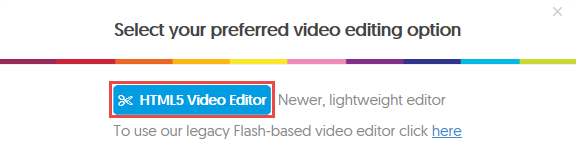 Select your preferred video editing option
HTML5 Video Editor Newer, lightweight editor
To use our legacy Flash-based video editor click here